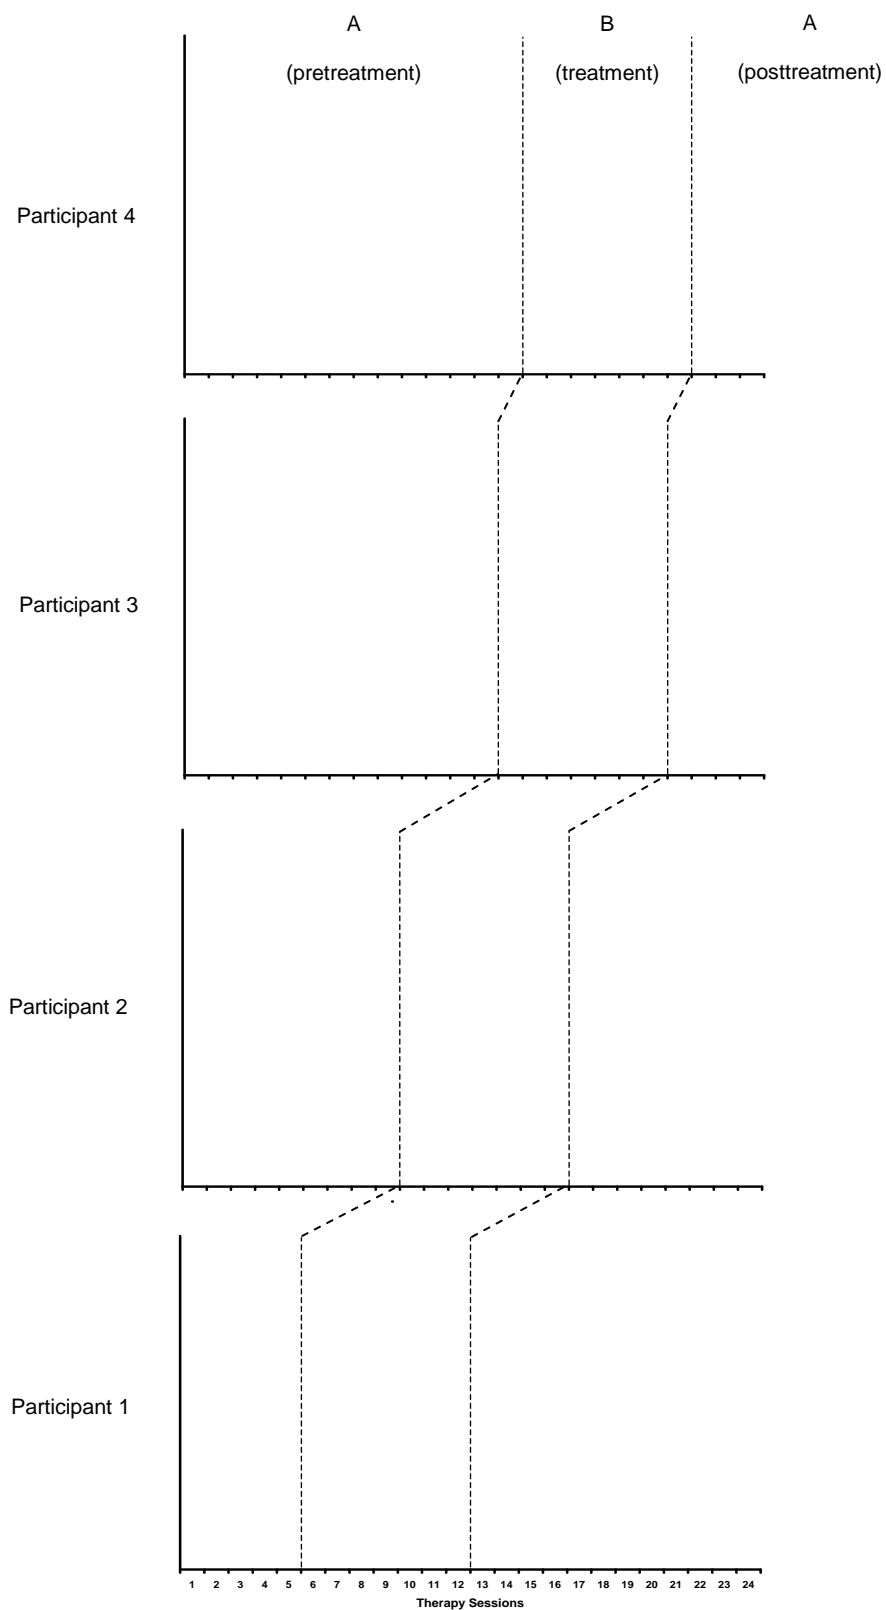 A B A
(pretreatment) (treatment) (posttreatment)
Participant 4
Participant 3
Participant 2
Participant 1
1 2 3 4 5 6 7 8 9 10 11 12 13 14 15 16 17 18 19 20 21 22 23 24
Therapy Sessions